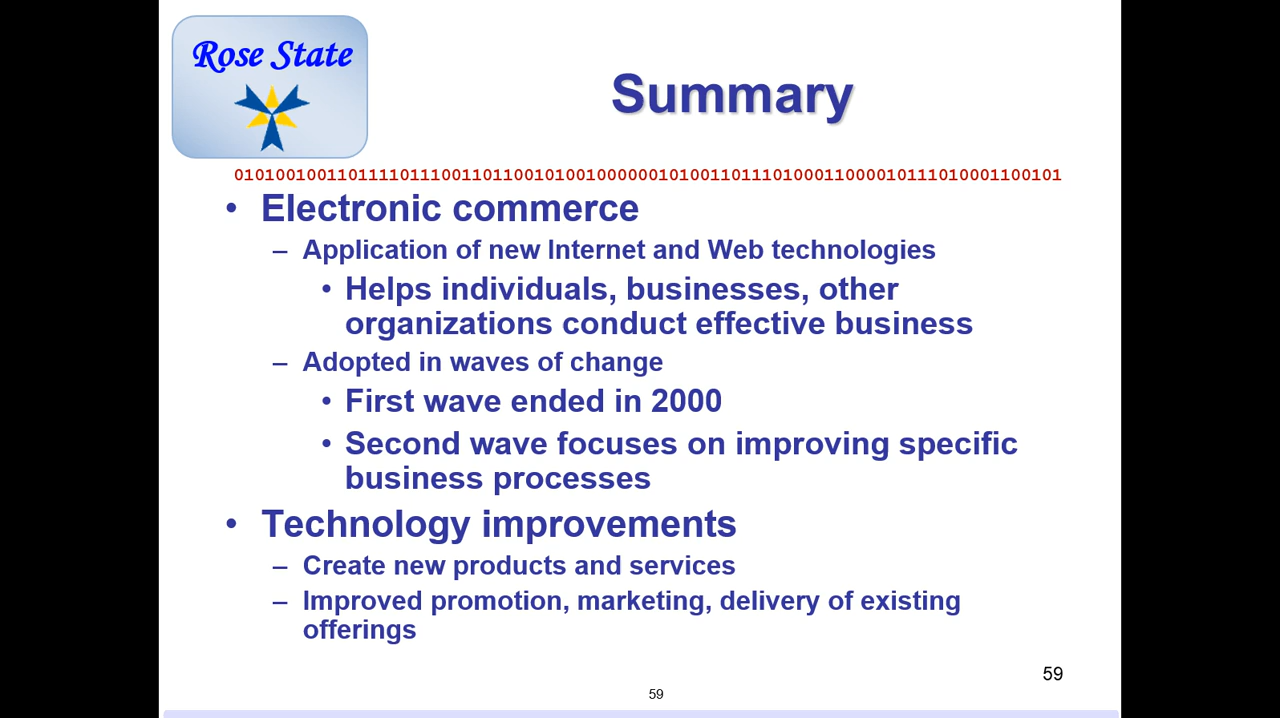 Rose State
Summary
01010010011011110111001101100101001000000101001101110100011000010111010001100101
• Electronic commerce
– Application of new Internet and Web technologies
• Helps individuals, businesses, other
organizations conduct effective business
– Adopted in waves of change
• First wave ended in 2000
• Second wave focuses on improving specific
business processes
• Technology improvements
– Create new products and services
– Improved promotion, marketing, delivery of existing
offerings
59
59